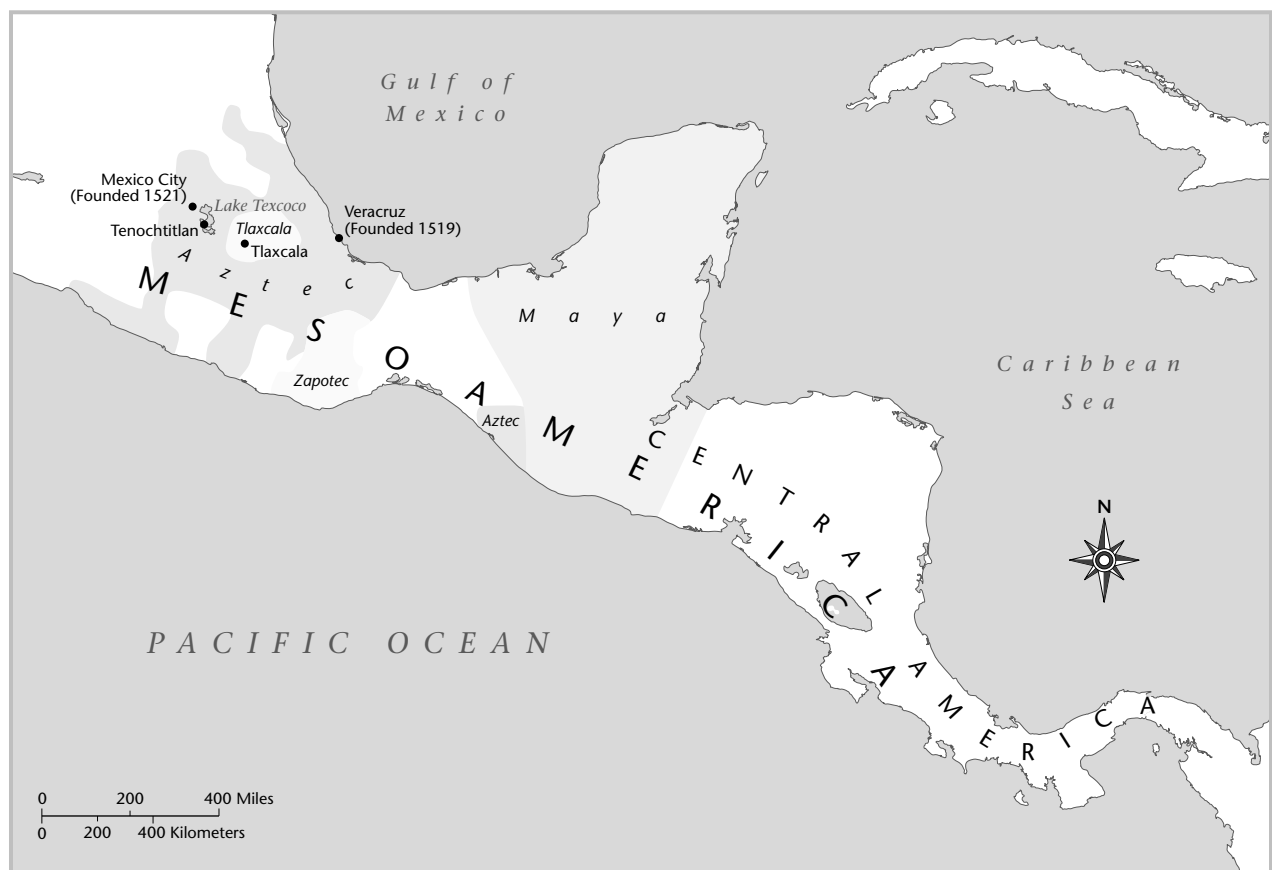 Gulf of
Mexico
Mexico City
(Founded 1521)
Lake Texcoco
Tenochtitlan
Tlaxcala
Tlaxcala
Veracruz
(Founded 1519)
Aztec
MESOAMERICA
Maya
Zapotec
Aztec
Caribbean
Sea
CENTRAL AMERICA
N
PACIFIC OCEAN
0 200 400 Miles
0 200 400 Kilometers